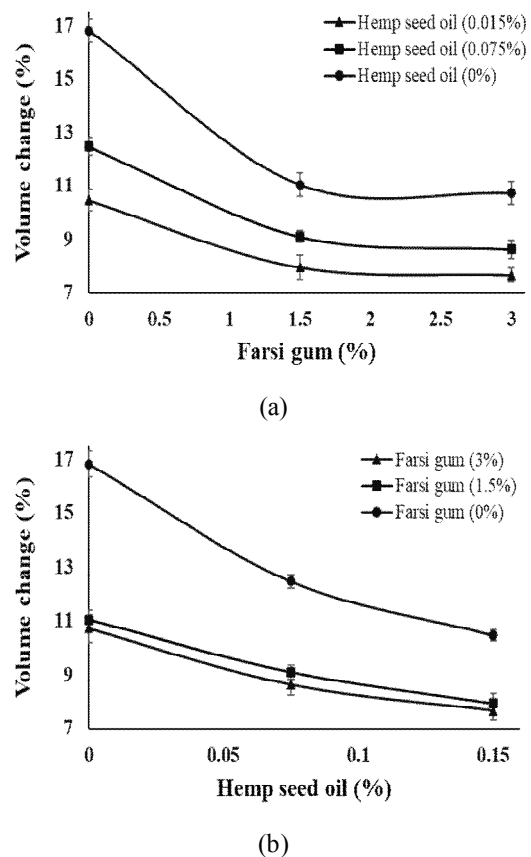 17
15
13
11
9
7
Volume change (%)
Hemp seed oil (0.015%)
Hemp seed oil (0.075%)
Hemp seed oil (0%)
0 0.5 1 1.5 2 2.5 3
Farsi gum (%)
(a)
17
15
13
11
9
7
Volume change (%)
Farsi gum (3%)
Farsi gum (1.5%)
Farsi gum (0%)
0 0.05 0.1 0.15
Hemp seed oil (%)
(b)